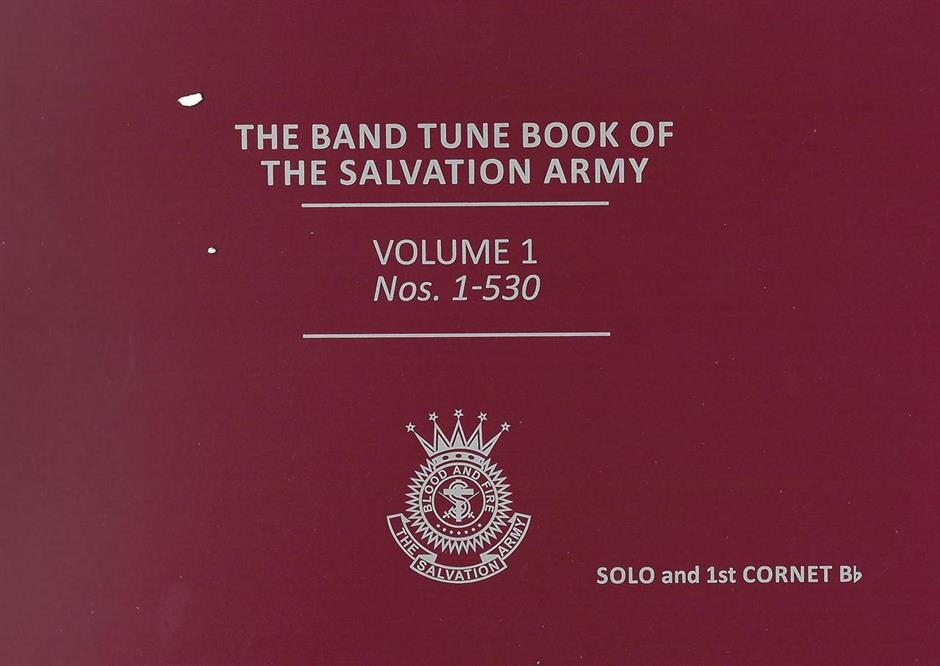 THE BAND TUNE BOOK OF
THE SALVATION ARMY
VOLUME 1
Nos. 1-530
BLOOD AND FIRE
S
THE SALVATION ARMY
SOLO and 1st CORNET B♭